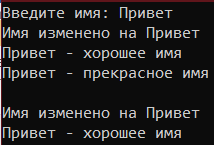 Введите имя: Привет
Имя изменено на Привет
Привет - хорошее имя
Привет - прекрасное имя
Имя изменено на Привет
Привет - хорошее имя